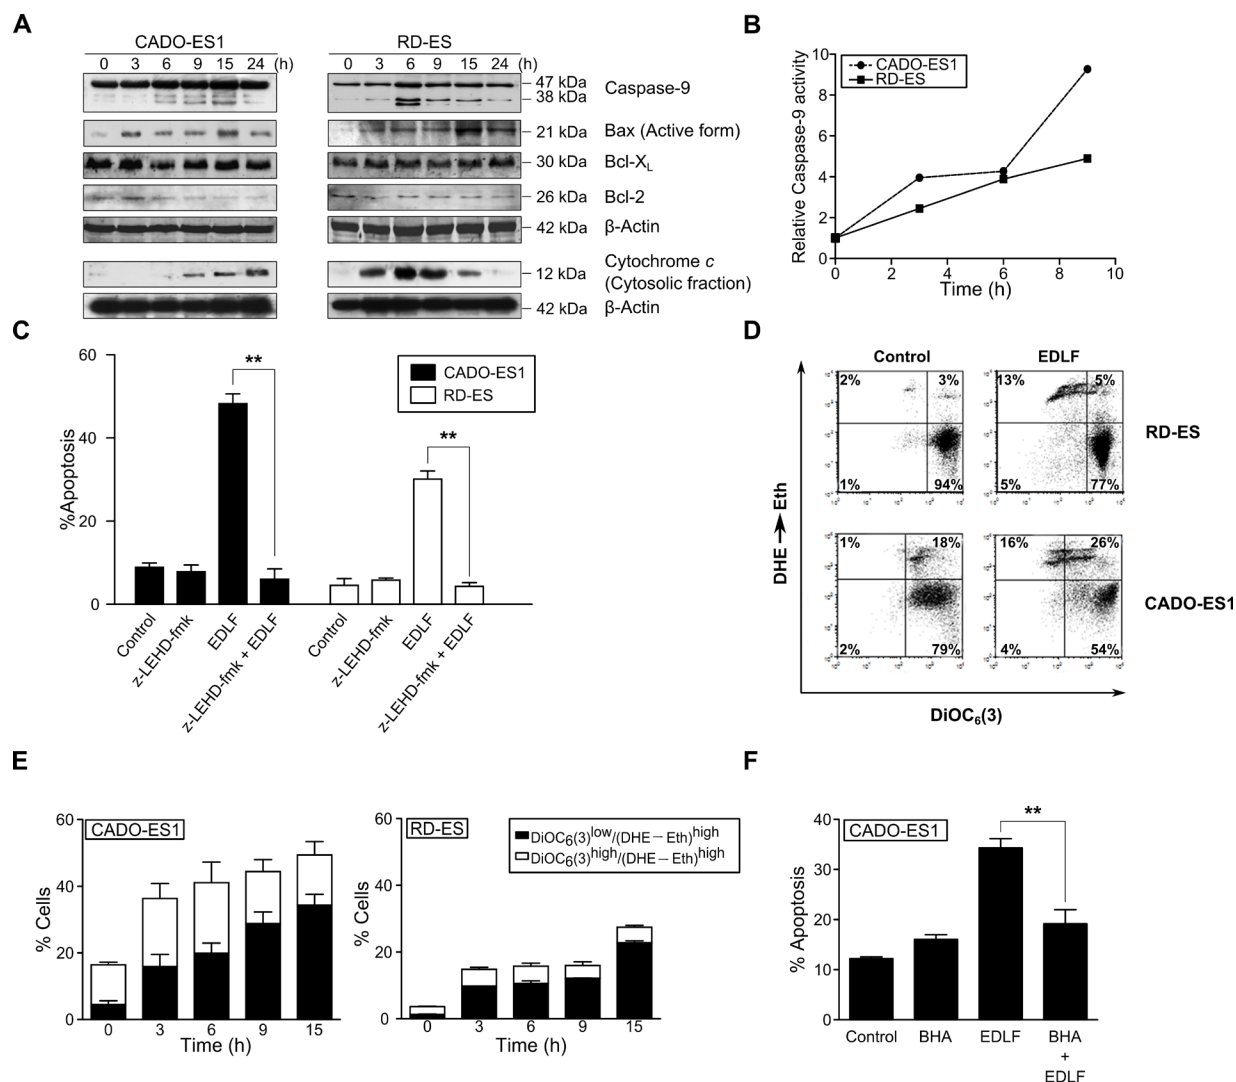 A
CADO-ES1
RD-ES
0 3 6 9 15 24 (h)
0 3 6 9 15 24 (h)
47 kDa
38 kDa
Caspase-9
21 kDa
Bax (Active form)
30 kDa
Bcl-XL
26 kDa
Bcl-2
42 kDa
β-Actin
12 kDa
Cytochrome c
(Cytosolic fraction)
42 kDa
β-Actin
B
Relative Caspase-9 activity
10
8
6
4
2
0
0 2 4 6 8 10
Time (h)
CADO-ES1
RD-ES
C
%Apoptosis
60
40
20
0
**
**
CADO-ES1
RD-ES
Control
z-LEHD-fmk
EDLF
z-LEHD-fmk + EDLF
Control
z-LEHD-fmk
EDLF
z-LEHD-fmk + EDLF
D
Control
EDLF
2% 3%
1% 94%
13% 5%
5% 77%
RD-ES
1% 18%
2% 79%
16% 26%
4% 54%
CADO-ES1
DHE → Eth
DiOC6(3)
E
CADO-ES1
% Cells
60
40
20
0
0 3 6 9 15
Time (h)
RD-ES
% Cells
60
40
20
0
0 3 6 9 15
Time (h)
DiOC6(3)low/(DHE－Eth)high
DiOC6(3)high/(DHE－Eth)high
F
CADO-ES1
% Apoptosis
40
30
20
10
0
**
Control
BHA
EDLF
BHA
+
EDLF